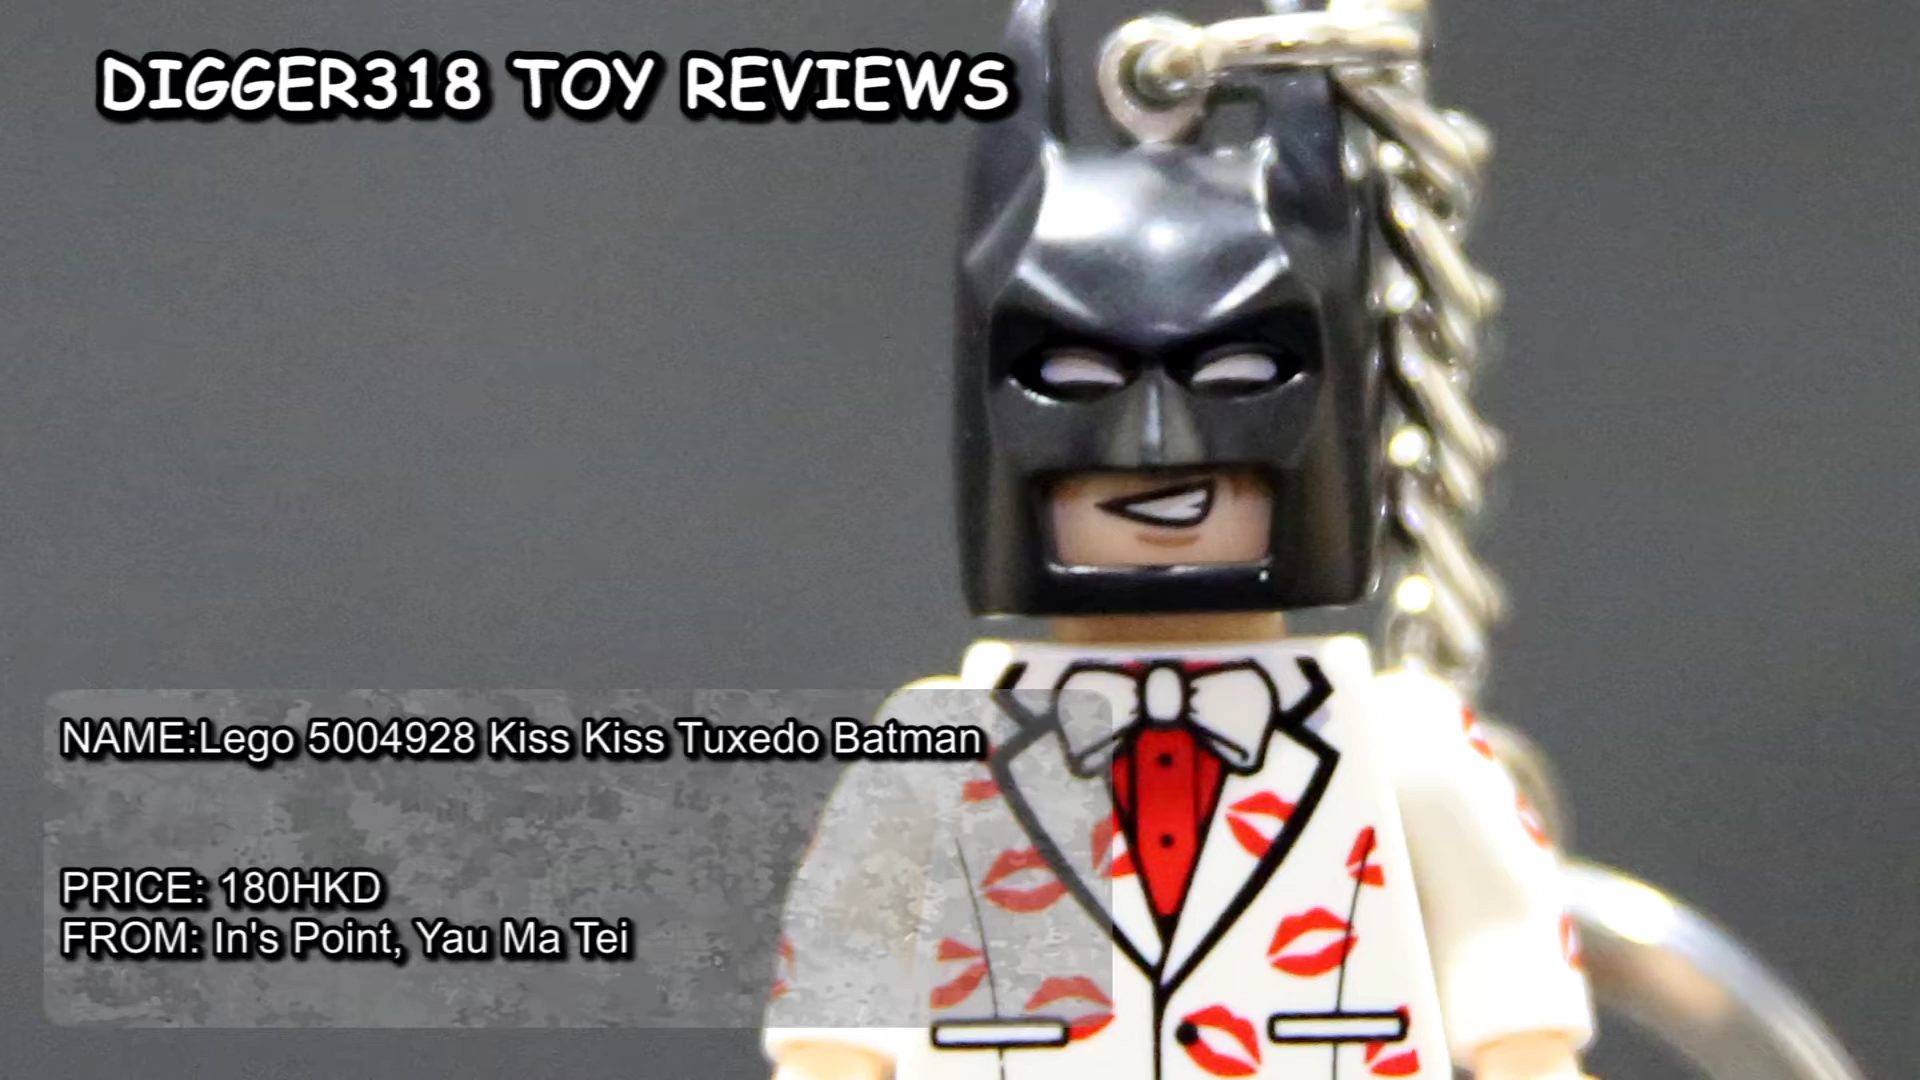 DIGGER318 TOY REVIEWS
NAME:Lego 5004928 Kiss Kiss Tuxedo Batman
PRICE: 180HKD
FROM: In's Point, Yau Ma Tei